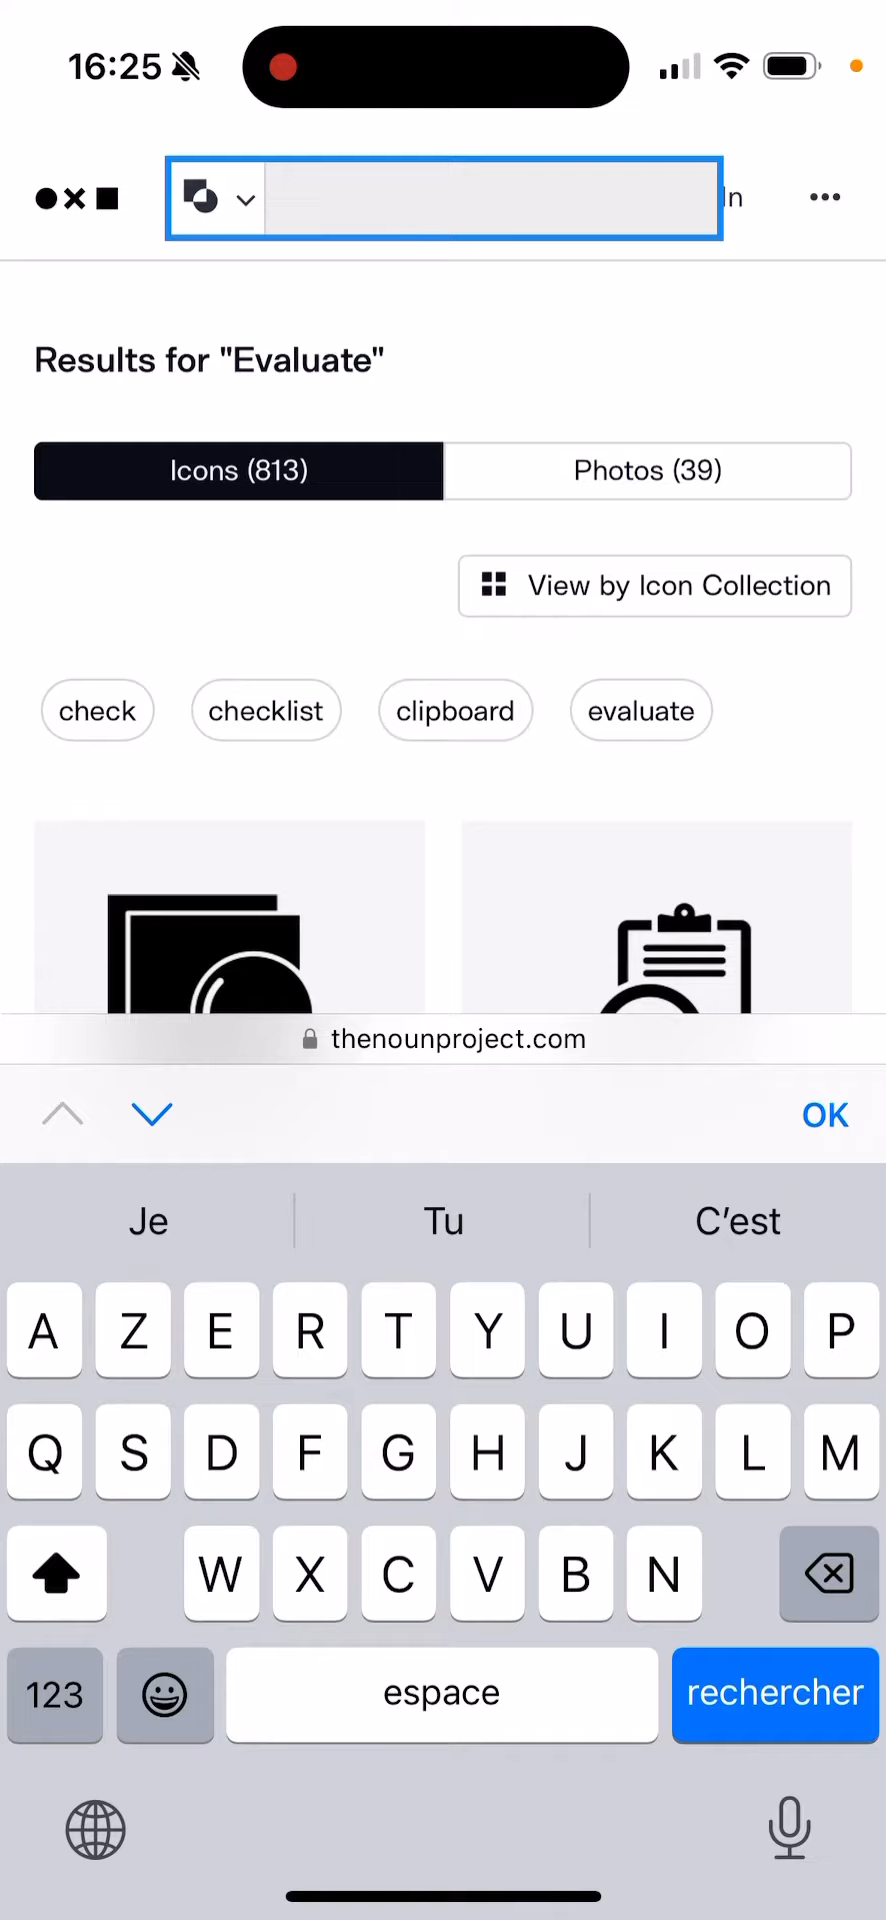 16:25
In
Results for "Evaluate"
Icons (813)
Photos (39)
View by Icon Collection
check
checklist
clipboard
evaluate
thenounproject.com
OK
Je
Tu
C'est
A Z E R T Y U I O P
Q S D F G H J K L M
W X C V B N
123
espace
rechercher